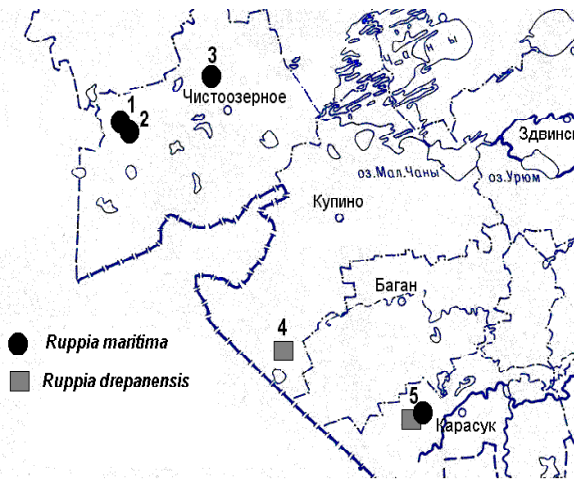 Чаны
3
Чистоозерное
1
2
Здвинск
оз.Мал.Чаны
оз.Урюм
Купино
Баган
4
Ruppia maritima
Ruppia drepanensis
5
Карасук